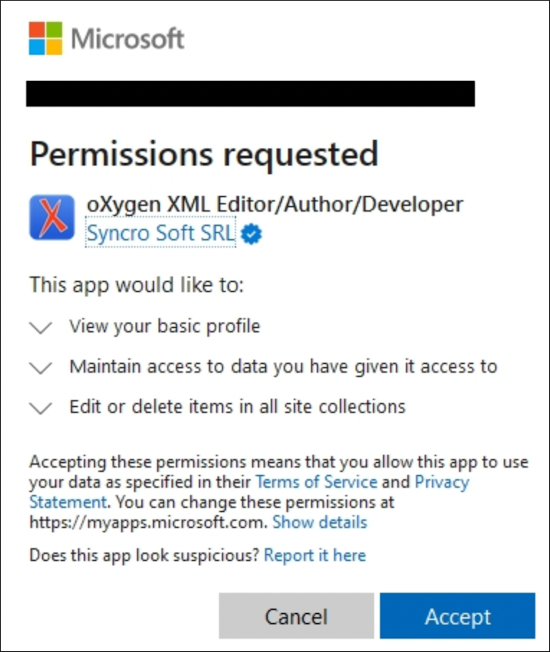 Microsoft
Permissions requested
oXygen XML Editor/Author/Developer
Syncro Soft SRL
This app would like to:
View your basic profile
Maintain access to data you have given it access to
Edit or delete items in all site collections
Accepting these permissions means that you allow this app to use
your data as specified in their Terms of Service and Privacy
Statement. You can change these permissions at
https://myapps.microsoft.com. Show details
Does this app look suspicious? Report it here
Cancel
Accept